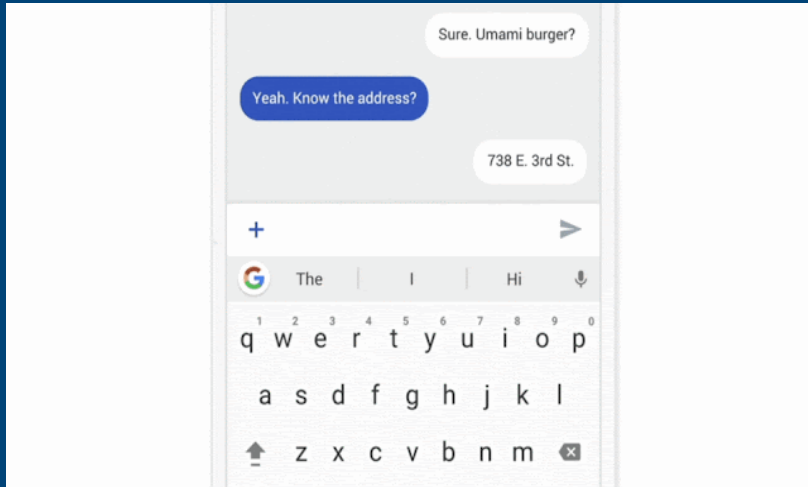 Sure. Umami burger?
Yeah. Know the address?
738 E. 3rd St.
+
G The I Hi
1 2 3 4 5 6 7 8 9 0
q w e r t y u i o p
a s d f g h j k l
z x c v b n m